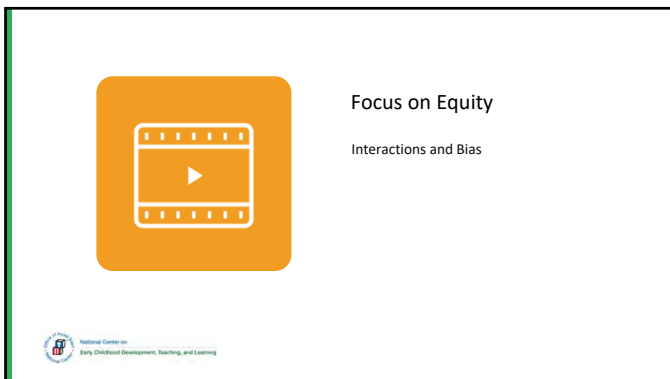 Focus on Equity
Interactions and Bias
National Center on
Early Childhood Development, Teaching, and Learning